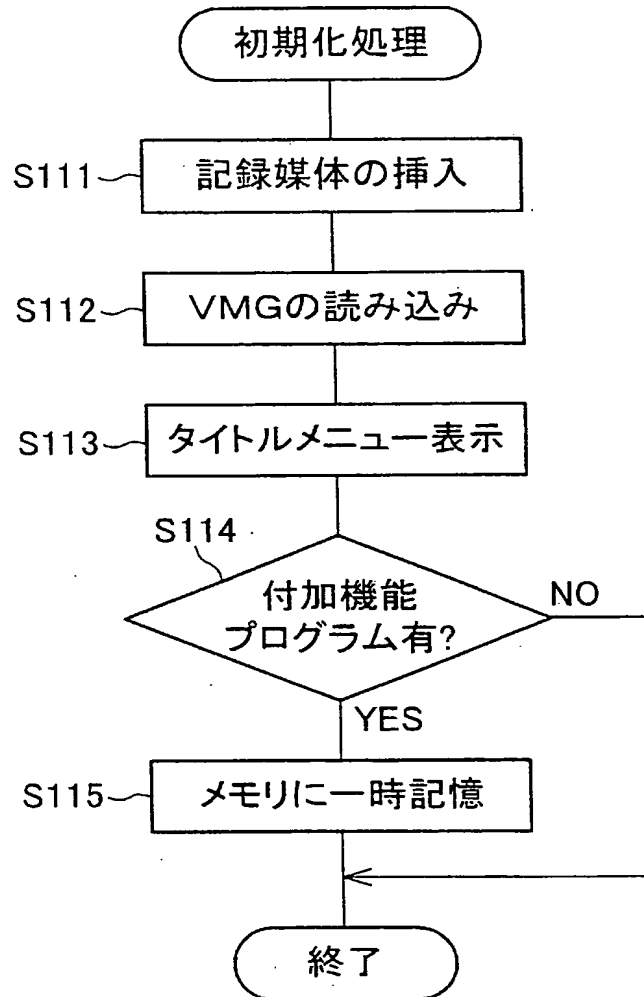 初期化処理
S111
記録媒体の挿入
S112
VMGの読み込み
S113
タイトルメニュー表示
S114
付加機能
プログラム有?
NO
YES
S115
メモリに一時記憶
終了